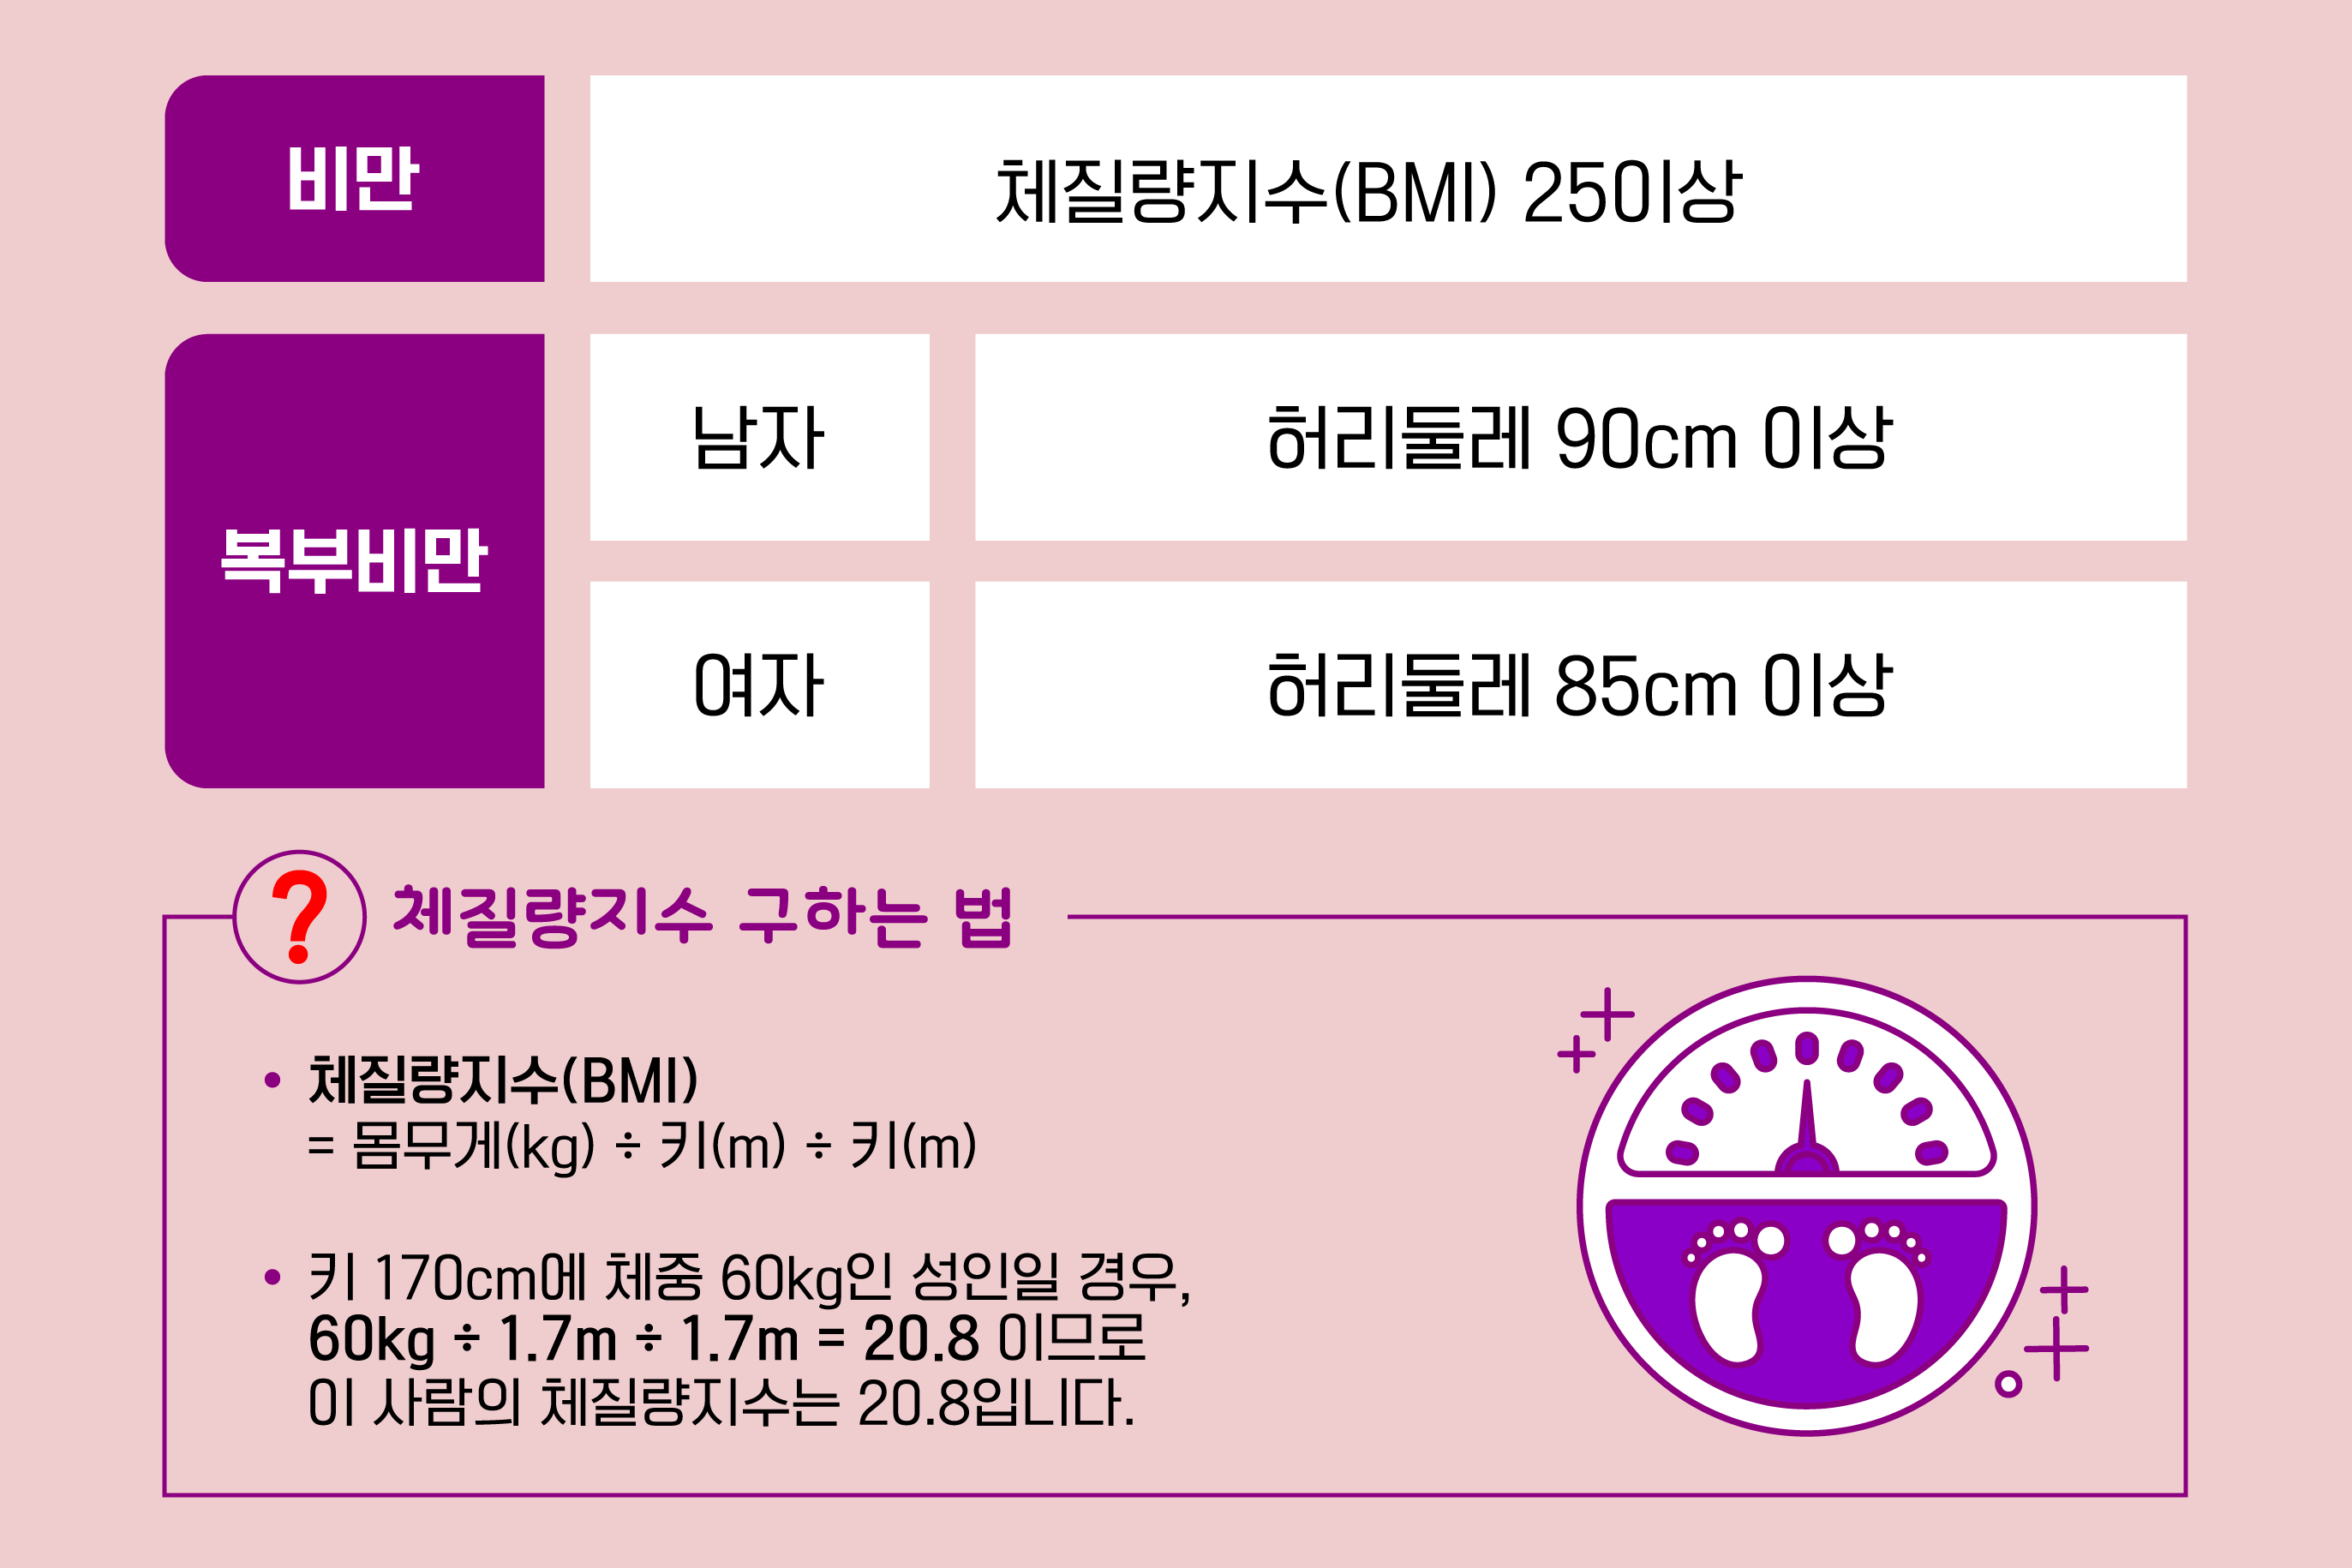 비만
체질량지수(BMI) 25이상
복부비만
남자
허리둘레 90cm 이상
여자
허리둘레 85cm 이상
? 체질량지수 구하는 법
• 체질량지수(BMI)
= 몸무게(kg) ÷ 키(m) ÷ 키(m)
• 키 170cm에 체중 60kg인 성인일 경우,
60kg ÷ 1.7m ÷ 1.7m = 20.8 이므로
이 사람의 체질량지수는 20.8입니다.